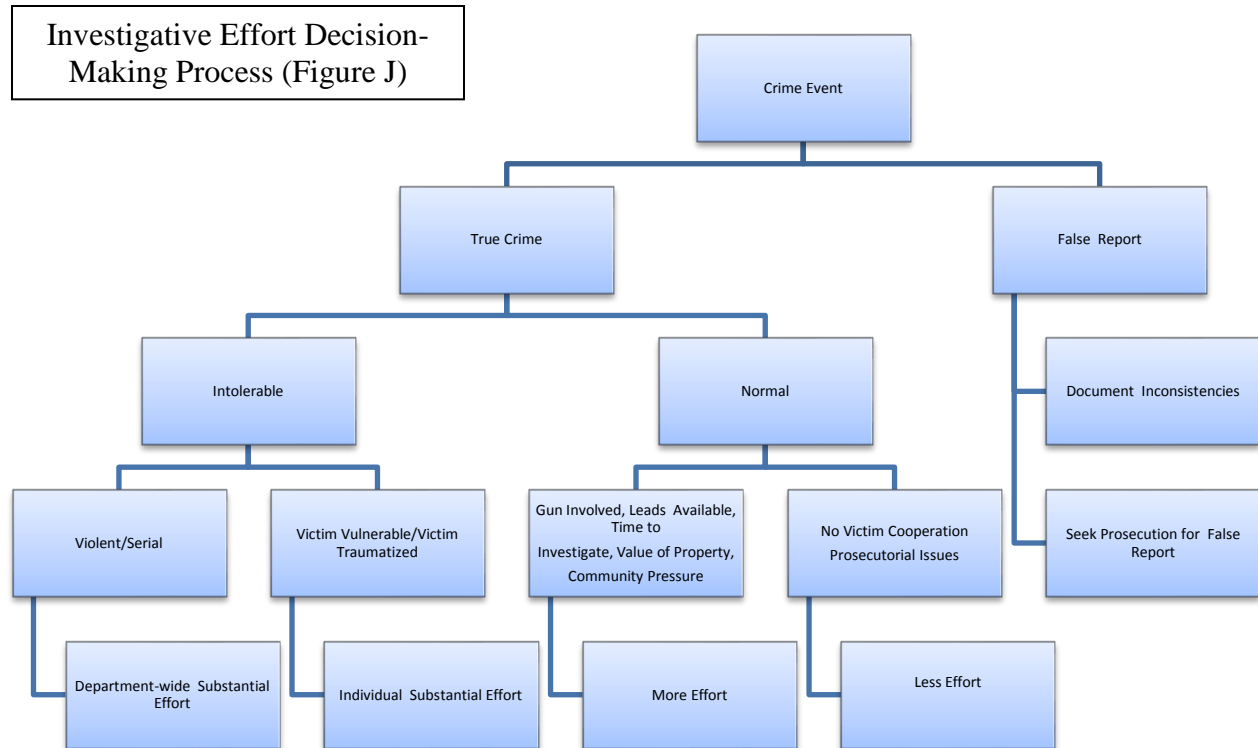 Investigative Effort Decision-
Making Process (Figure J)
Crime Event
True Crime
False Report
Intolerable
Normal
Document Inconsistencies
Violent/Serial
Victim Vulnerable/Victim
Traumatized
Gun Involved, Leads Available,
Time to
Investigate, Value of Property,
Community Pressure
No Victim Cooperation
Prosecutorial Issues
Seek Prosecution for False
Report
Department-wide Substantial
Effort
Individual Substantial Effort
More Effort
Less Effort